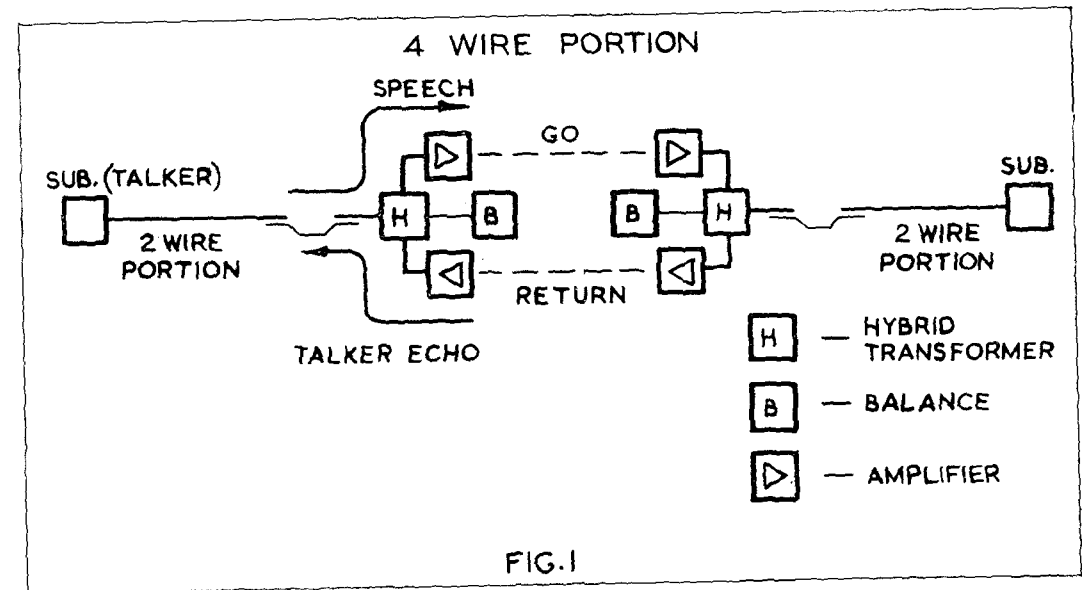 4 WIRE PORTION
SPEECH
GO
SUB. (TALKER)
SUB.
H
B
B
H
2 WIRE
PORTION
2 WIRE
PORTION
RETURN
TALKER ECHO
H — HYBRID
TRANSFORMER
B — BALANCE
— AMPLIFIER
FIG.1